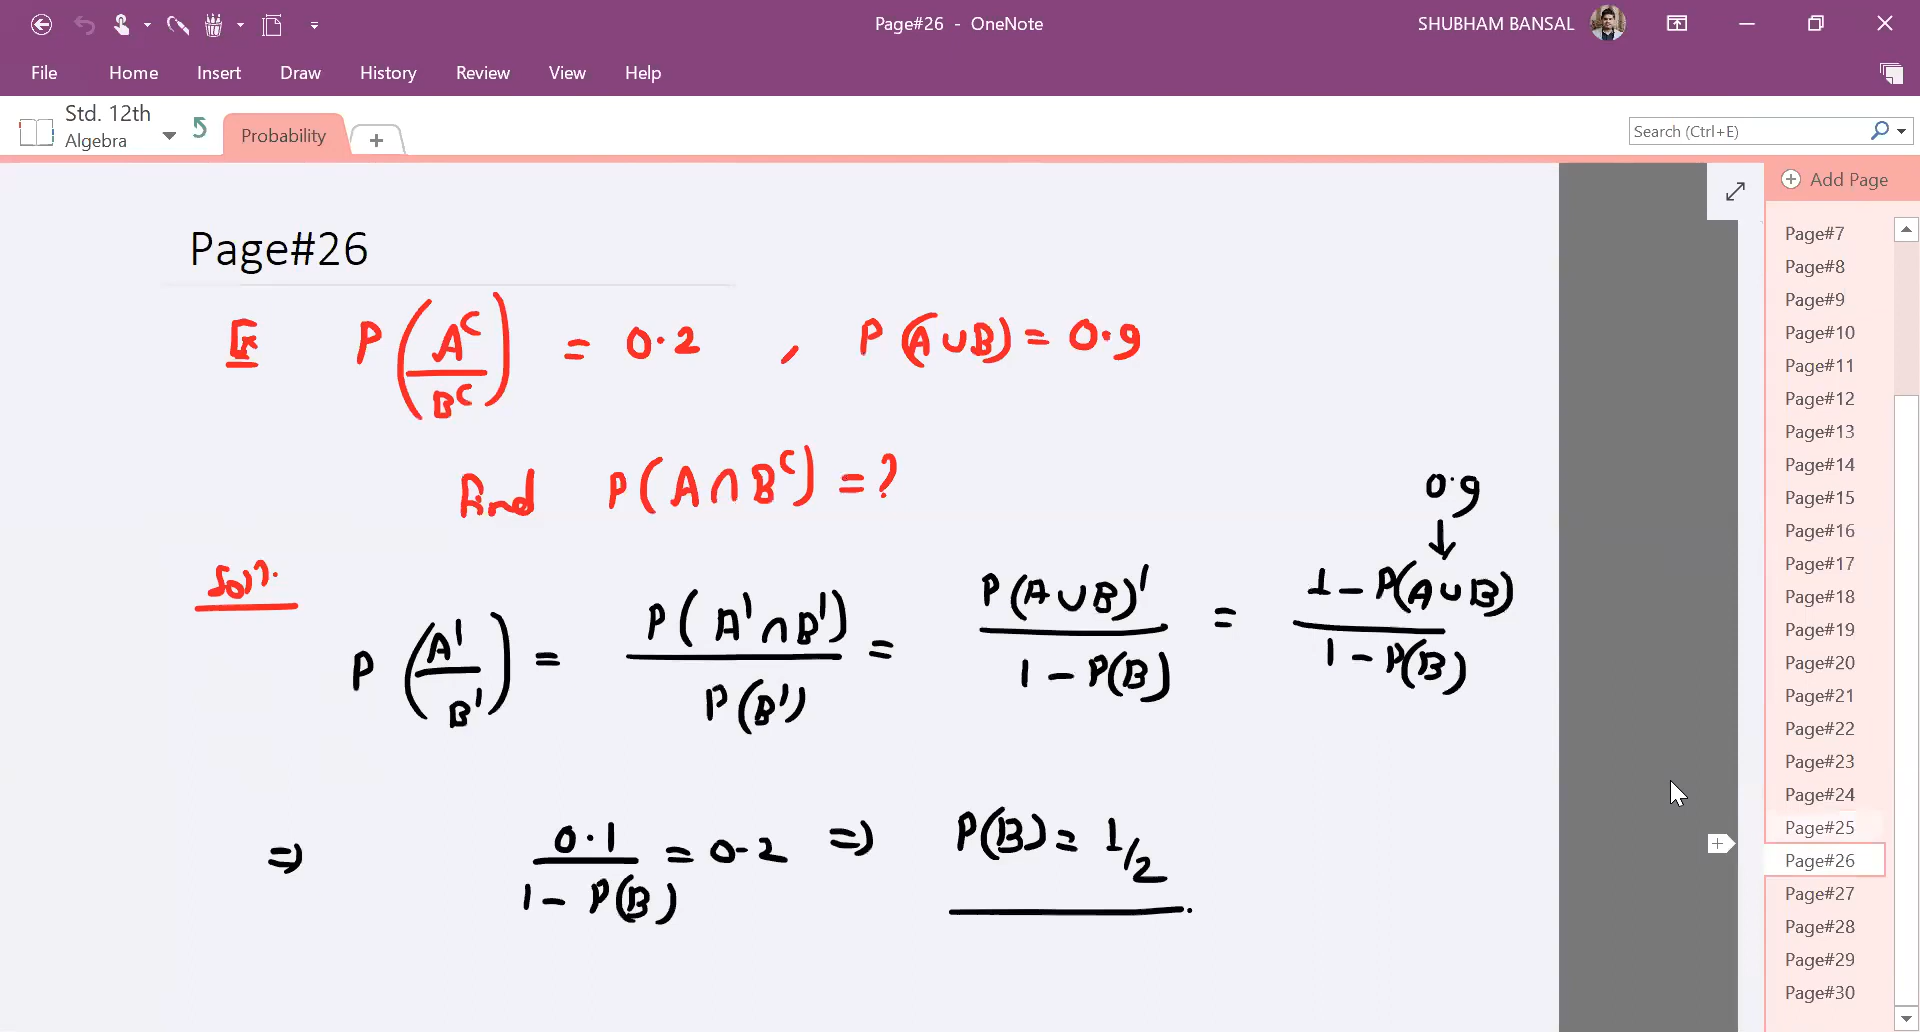 Page#26 - OneNote
SHUBHAM BANSAL
File Home Insert Draw History Review View Help
Std. 12th
Algebra
Probability
+
Search (Ctrl+E)
Add Page
Page#7
Page#8
Page#9
Page#10
Page#11
Page#12
Page#13
Page#14
Page#15
Page#16
Page#17
Page#18
Page#19
Page#20
Page#21
Page#22
Page#23
Page#24
Page#25
Page#26
Page#27
Page#28
Page#29
Page#30
Page#26
Ex P(A^C/B^C) = 0.2 , P(A∪B) = 0.9
Find P(A∩B^C) = ?
Solⁿ.
0.9
↓
P(A'/B') = P(A'∩B')/P(B') = P(A∪B)'/1-P(B) = 1-P(A∪B)/1-P(B)
⇒ 0.1/1-P(B) = 0.2 ⇒ P(B) = 1/2